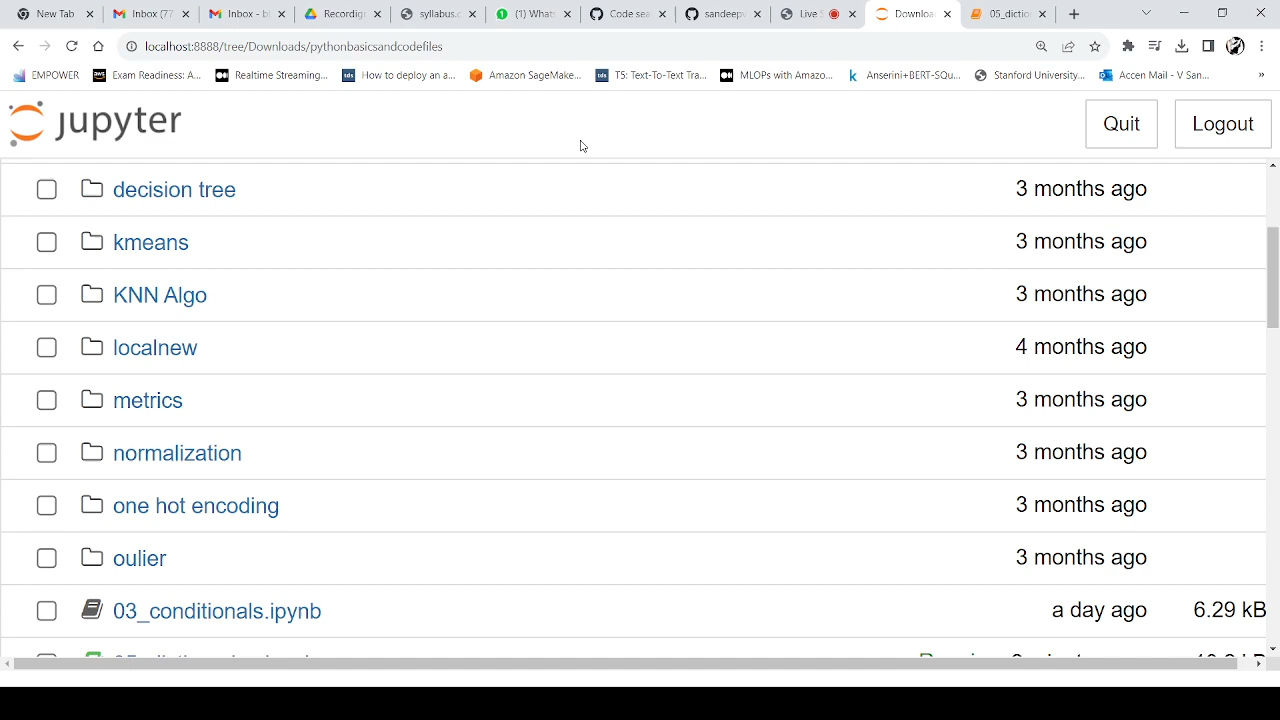 New Tab
Inbox (77
Inbox - bl
Recording
syllabus.c
(1) Whats
Code sea
sandeepv
Live S
Downloa
05_dictio
localhost:8888/tree/Downloads/pythonbasicsandcodefiles
EMPOWER
Exam Readiness: A...
Realtime Streaming...
How to deploy an a...
Amazon SageMake...
T5: Text-To-Text Tra...
MLOPs with Amazo...
Anserini+BERT-SQu...
Stanford University...
Accen Mail - V San...
»
jupyter
Quit
Logout
decision tree 3 months ago
kmeans 3 months ago
KNN Algo 3 months ago
localnew 4 months ago
metrics 3 months ago
normalization 3 months ago
one hot encoding 3 months ago
oulier 3 months ago
03_conditionals.ipynb a day ago 6.29 kB